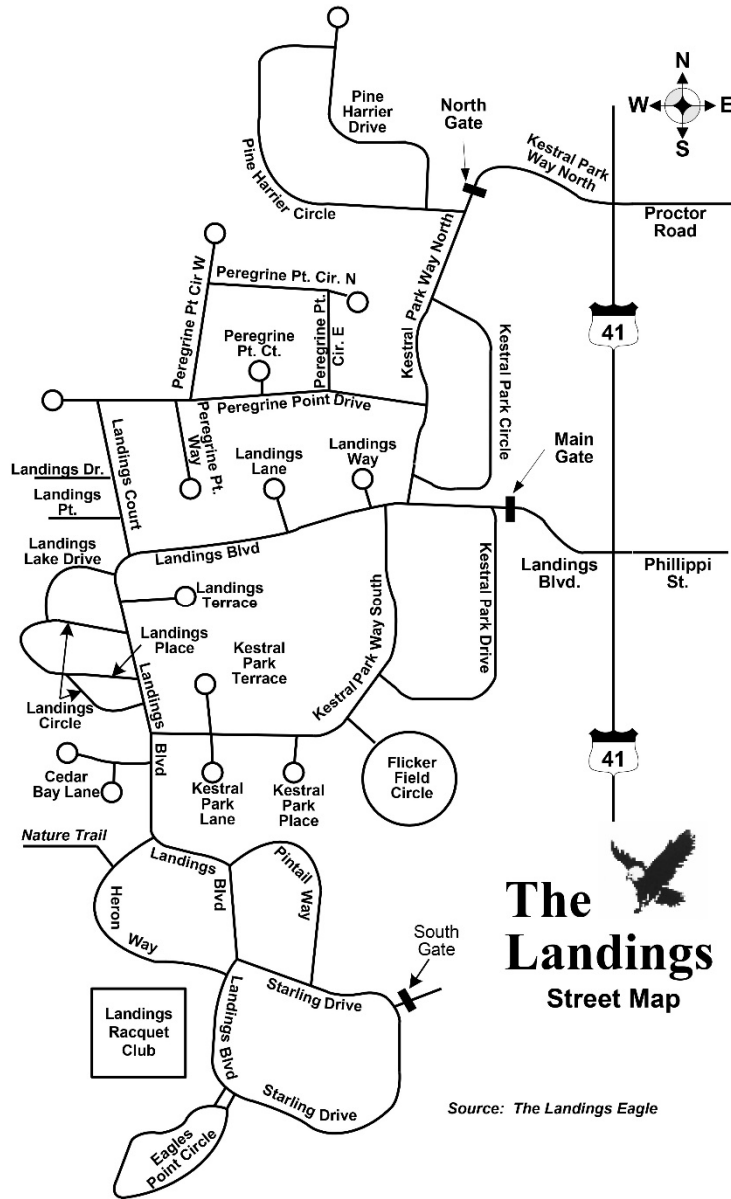 N
W E
S
Pine
Harrier
Drive
North
Gate
Kestral Park
Way North
Pine Harrier Circle
Proctor
Road
Kestral Park Way North
Peregrine Pt Cir W
Peregrine Pt. Cir. N
Peregrine Pt.
Cir. E
Peregrine
Pt. Ct.
41
Kestral Park Circle
Peregrine Point Drive
Peregrine Pt.
Way
Landings Court
Landings
Lane
Landings
Way
Main
Gate
Landings Dr.
Landings
Pt.
Landings
Lake Drive
Landings Blvd
Landings
Blvd.
Phillippi
St.
Landings
Terrace
Kestral Park Drive
Kestral Park Way South
Landings
Place
Kestral
Park
Terrace
Landings
Circle
Landings
Blvd
41
Cedar
Bay Lane
Kestral
Park
Lane
Kestral
Park
Place
Flicker
Field
Circle
Nature Trail
Landings
Blvd
Pintail
Way
Heron
Way
The
Landings
Street Map
South
Gate
Starling Drive
Landings
Racquet
Club
Landings Blvd
Starling Drive
Source: The Landings Eagle
Eagles
Point Circle